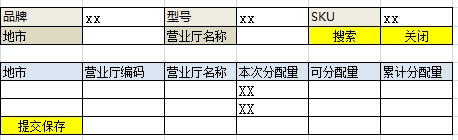 品牌 xx 型号 xx SKU xx
地市 营业厅名称 搜索 关闭
地市 营业厅编码 营业厅名称 本次分配量 可分配量 累计分配量
XX
XX
提交保存